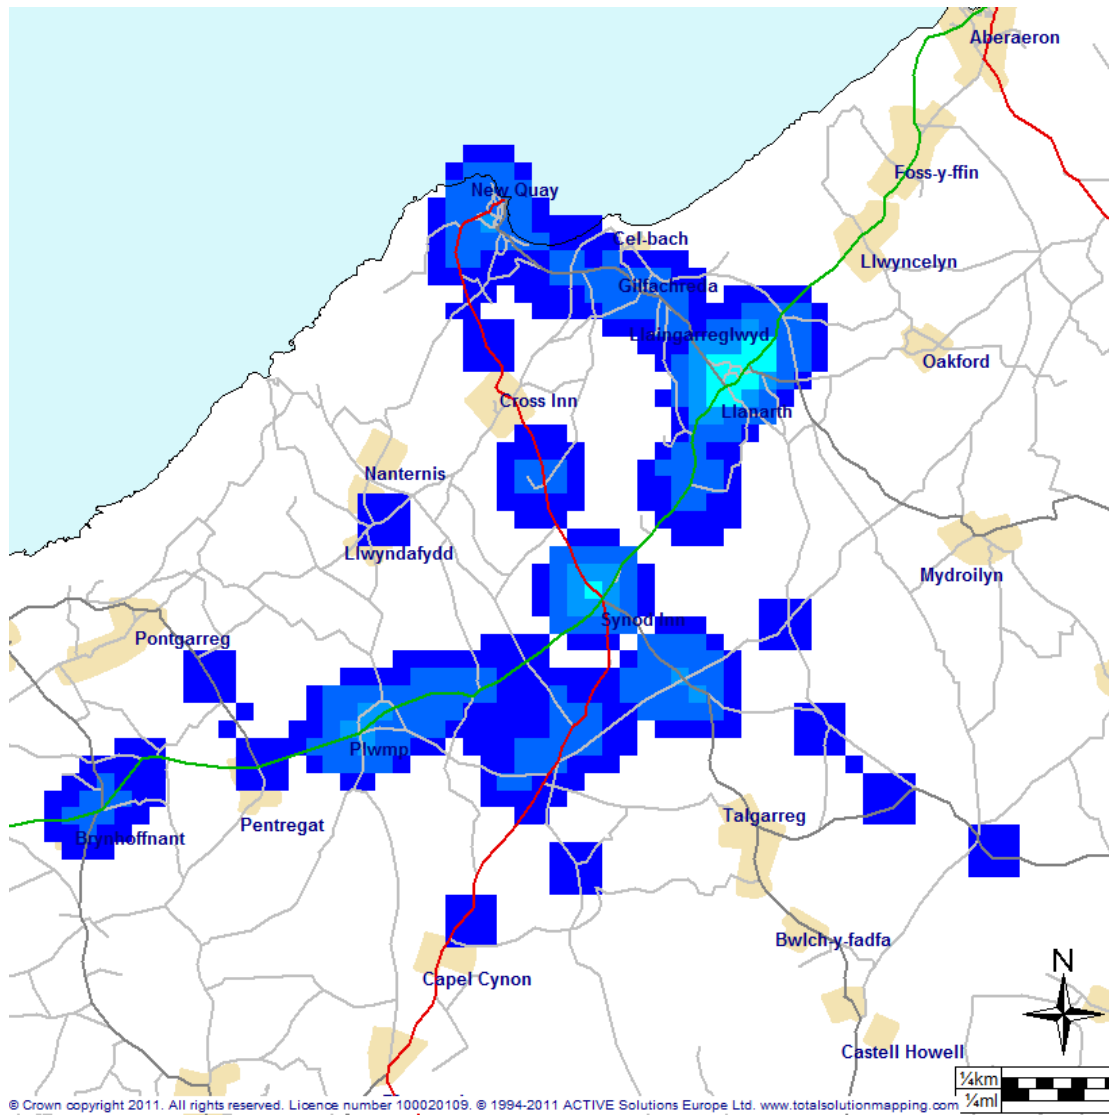 Aberaeron
Foss-y-ffin
New Quay
Cel-bach
Llwyncelyn
Gilfachreda
Llaingarreglwyd
Oakford
Cross Inn
Llanarth
Nanternis
Llwyndafydd
Mydroilyn
Synod Inn
Pontgarreg
Plwmp
Talgarreg
Pentregat
Brynhoffnant
Bwlch-y-fadfa
N
Capel Cynon
Castell Howell
¼km
¼ml
© Crown copyright 2011. All rights reserved. Licence number 100020109. © 1994-2011 ACTIVE Solutions Europe Ltd. www.totalsolutionmapping.com